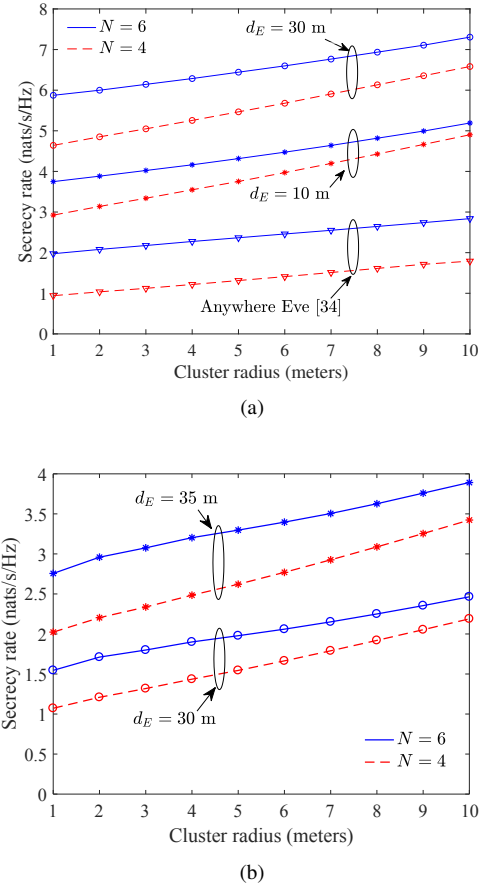 8
7
6
5
4
3
2
1
0
Secrecy rate (nats/s/Hz)
N = 6
N = 4
d_E = 30 m
d_E = 10 m
Anywhere Eve [34]
1 2 3 4 5 6 7 8 9 10
Cluster radius (meters)
(a)
4
3.5
3
2.5
2
1.5
1
0.5
0
Secrecy rate (nats/s/Hz)
d_E = 35 m
d_E = 30 m
N = 6
N = 4
1 2 3 4 5 6 7 8 9 10
Cluster radius (meters)
(b)